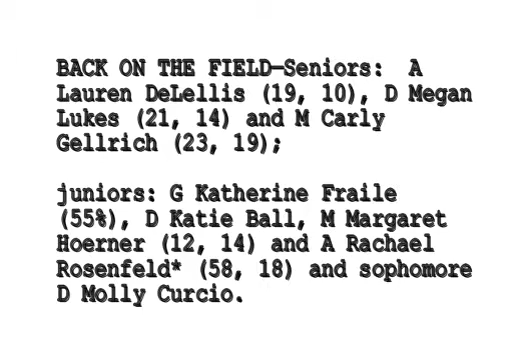 BACK ON THE FIELD—Seniors:  A
Lauren DeLellis (19, 10), D Megan
Lukes (21, 14) and M Carly
Gellrich (23, 19);
juniors: G Katherine Fraile
(55%), D Katie Ball, M Margaret
Hoerner (12, 14) and A Rachael
Rosenfeld* (58, 18) and sophomore
D Molly Curcio.